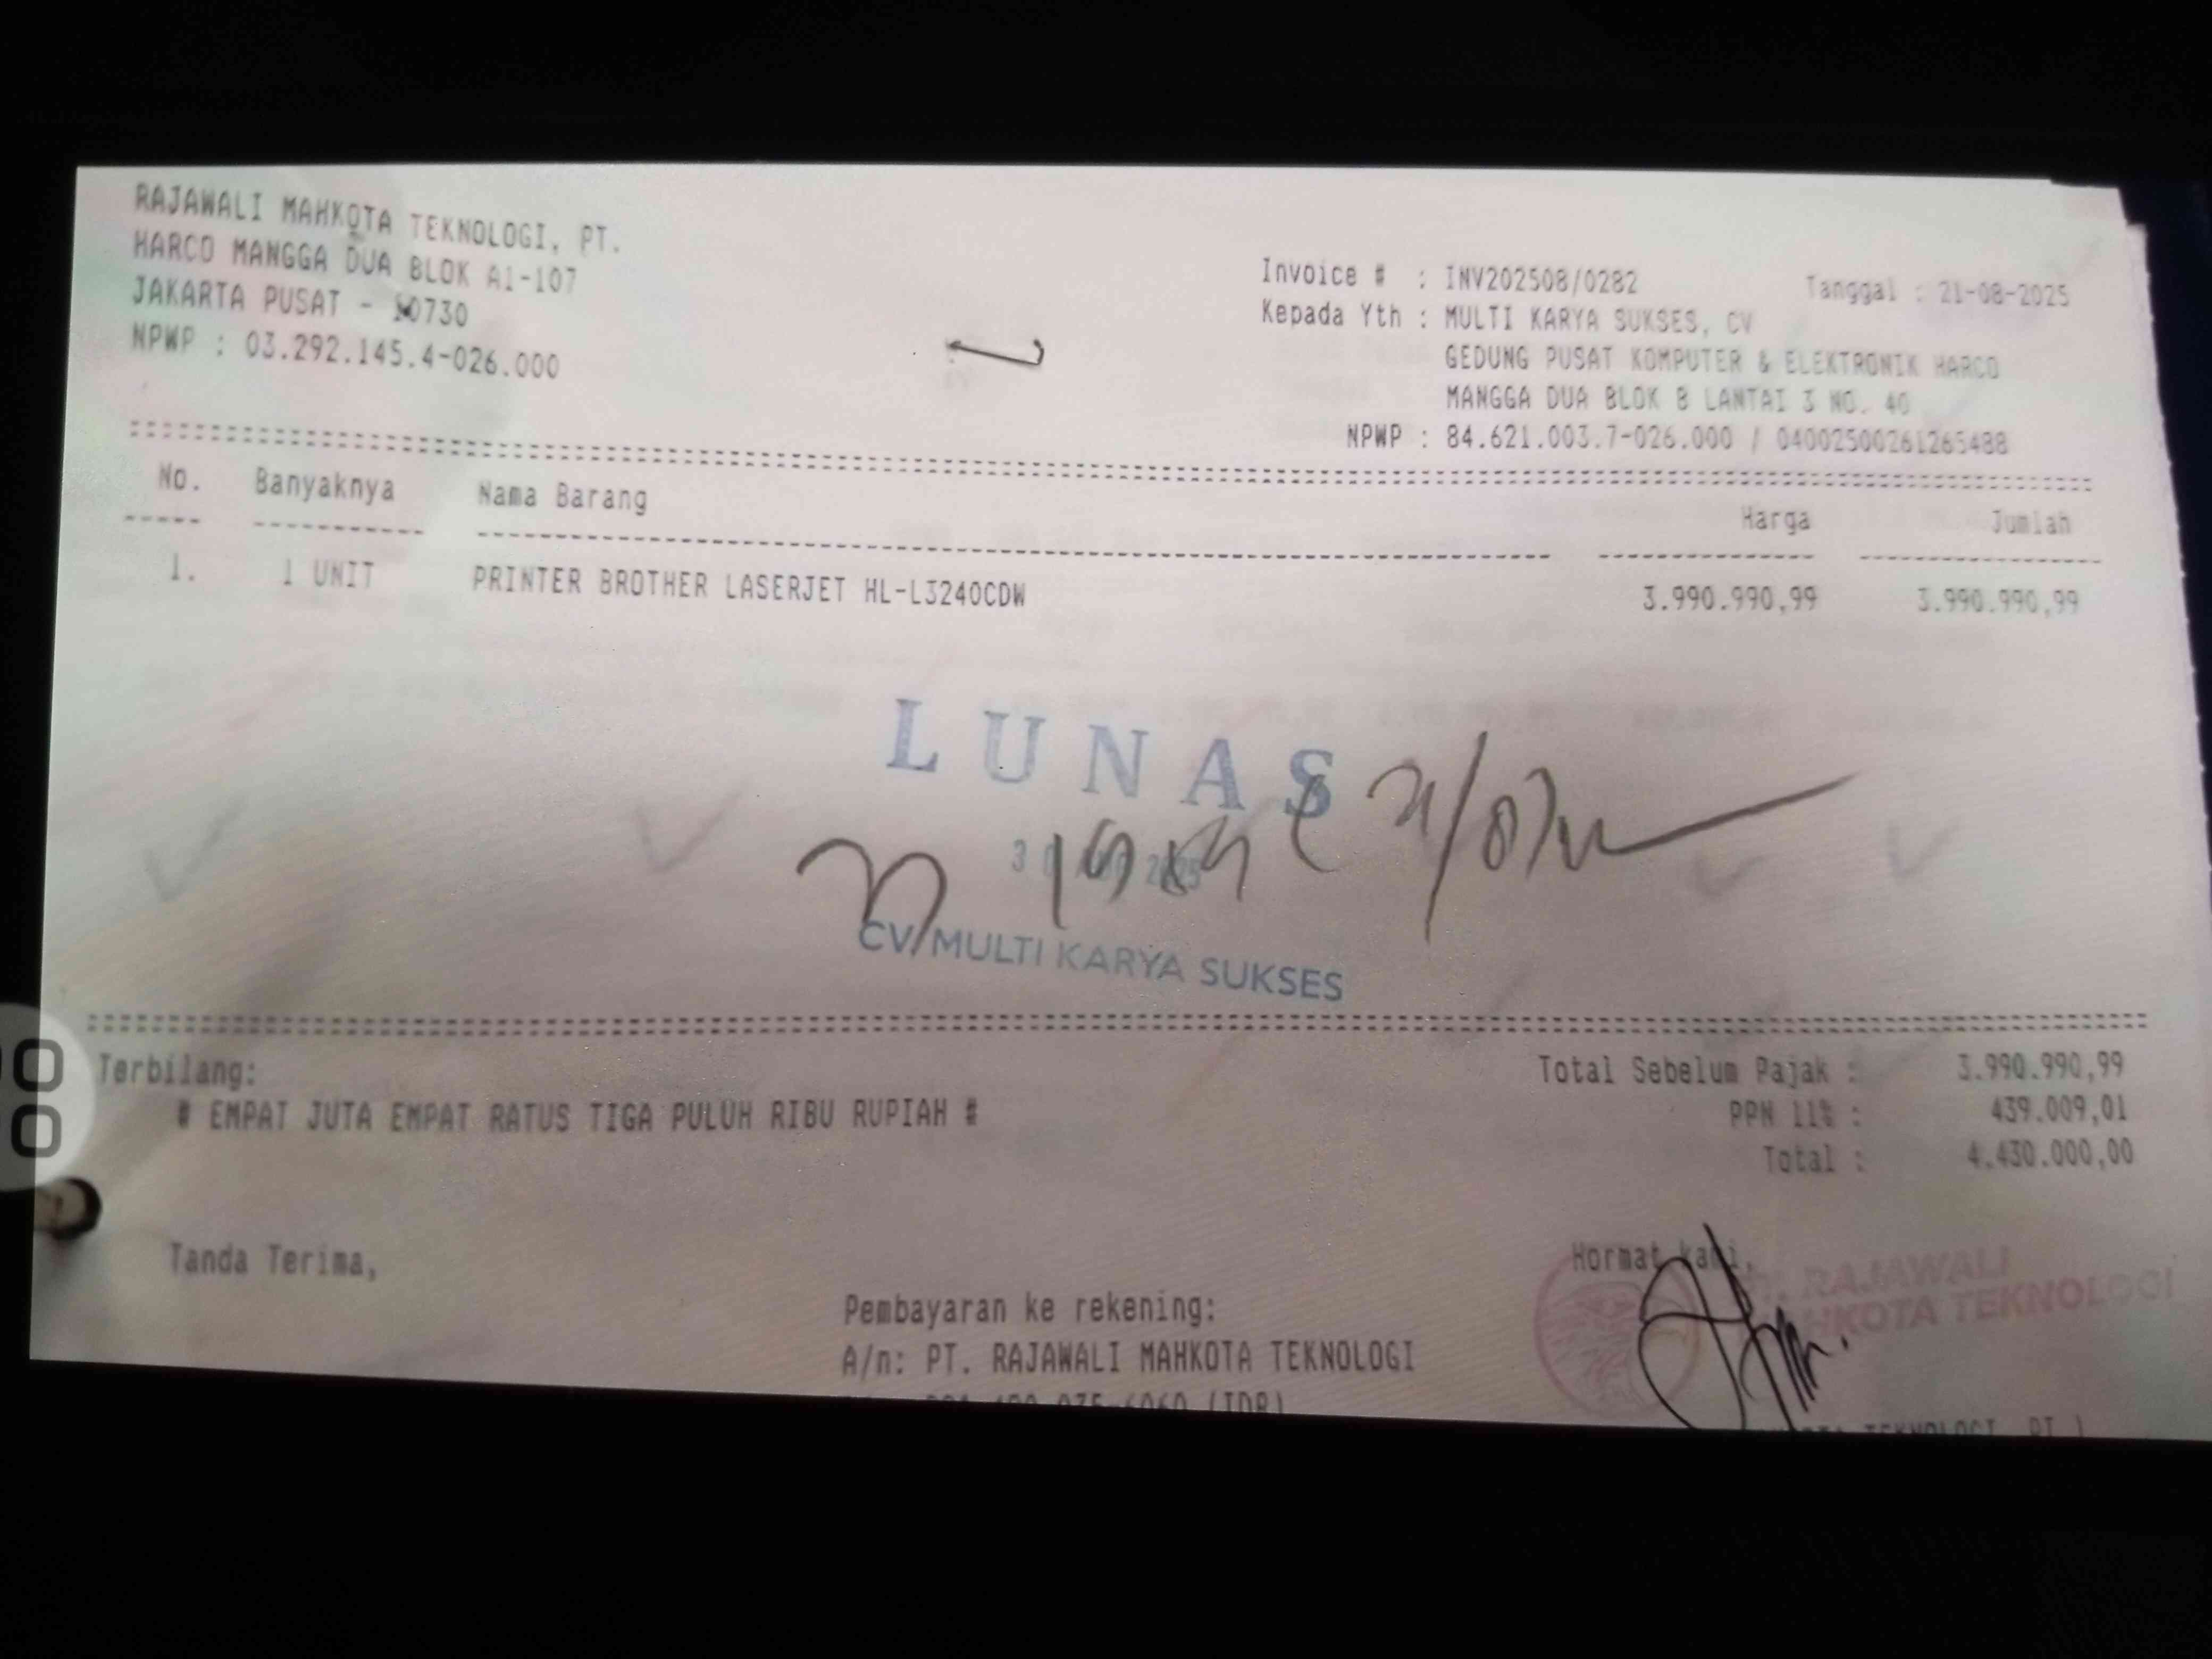 RAJAWALI MAHKOTA TEKNOLOGI, PT.
HARCO MANGGA DUA BLOK A1-107
JAKARTA PUSAT - 10730
NPWP : 03.292.145.4-026.000
Invoice # : INV202508/0282 Tanggal : 21-08-2025
Kepada Yth : MULTI KARYA SUKSES, CV
GEDUNG PUSAT KOMPUTER & ELEKTRONIK HARCO
MANGGA DUA BLOK B LANTAI 3 NO. 40
NPWP : 84.621.003.7-026.000 / 04002500261265488
No. Banyaknya Nama Barang Harga Jumlah
1. 1 UNIT PRINTER BROTHER LASERJET HL-L3240CDW 3.990.990,99 3.990.990,99
LUNAS
CV. MULTI KARYA SUKSES
Terbilang:
# EMPAT JUTA EMPAT RATUS TIGA PULUH RIBU RUPIAH #
Total Sebelum Pajak : 3.990.990,99
PPN 11% : 439.009,01
Total : 4.430.000,00
Tanda Terima,
Pembayaran ke rekening:
A/n: PT. RAJAWALI MAHKOTA TEKNOLOGI
Hormat kami,
RAJAWALI
TEKNOLOGI